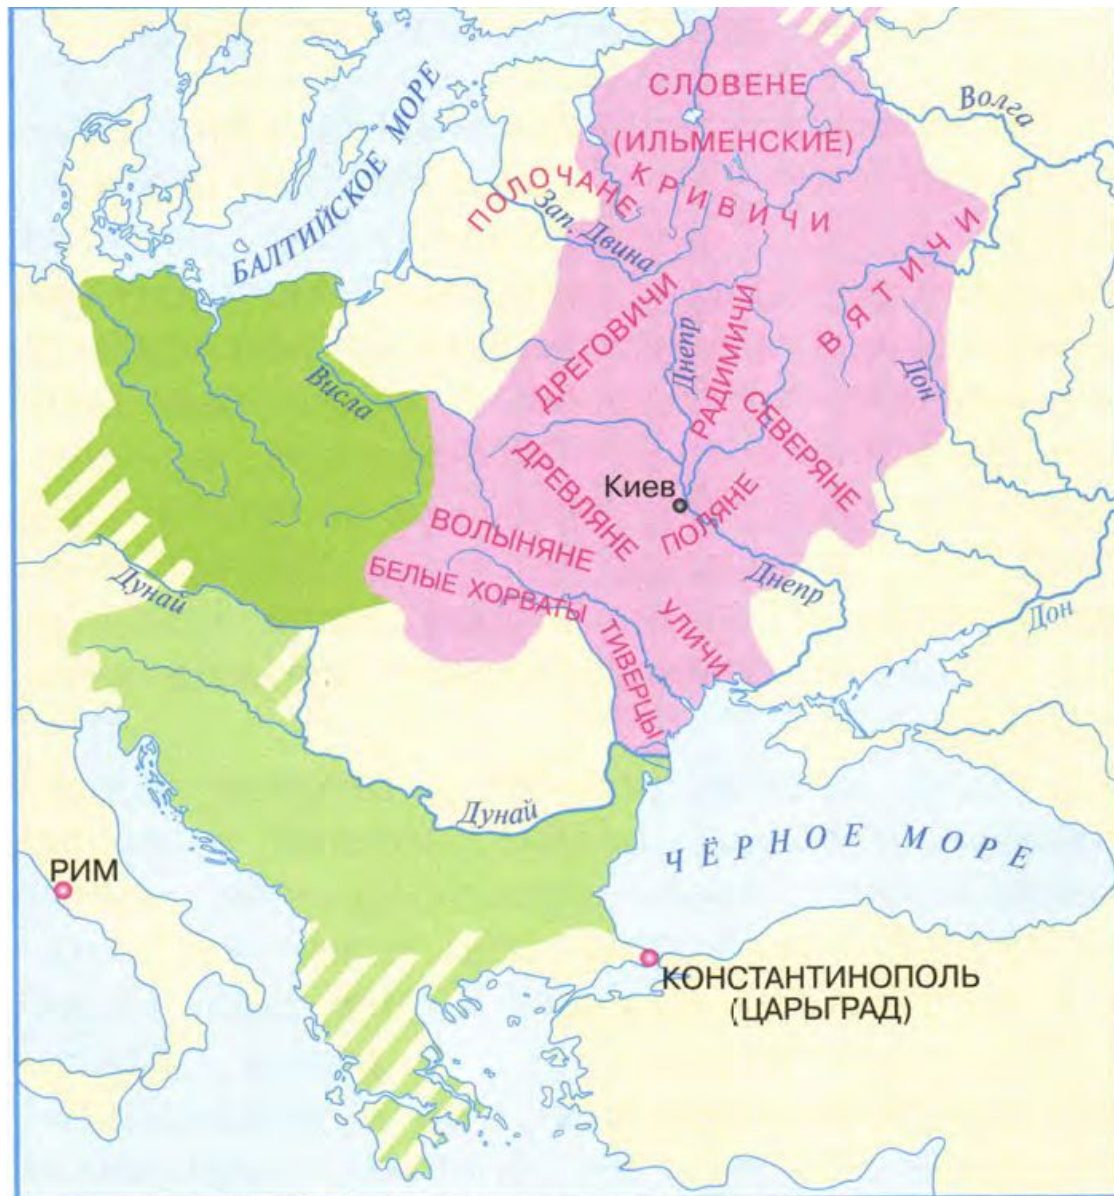 СЛОВЕНЕ
(ИЛЬМЕНСКИЕ)
Волга
БАЛТИЙСКОЕ МОРЕ
ПОЛОЧАНЕ
КРИВИЧИ
Зап. Двина
ВЯТИЧИ
ДРЕГОВИЧИ
Днепр
РАДИМИЧИ
Дон
Висла
СЕВЕРЯНЕ
Киев
ДРЕВЛЯНЕ
ПОЛЯНЕ
ВОЛЫНЯНЕ
БЕЛЫЕ ХОРВАТЫ
Дунай
Днепр
Дон
УЛИЧИ
ТИВЕРЦЫ
Дунай
ЧЁРНОЕ МОРЕ
РИМ
КОНСТАНТИНОПОЛЬ
(ЦАРЬГРАД)